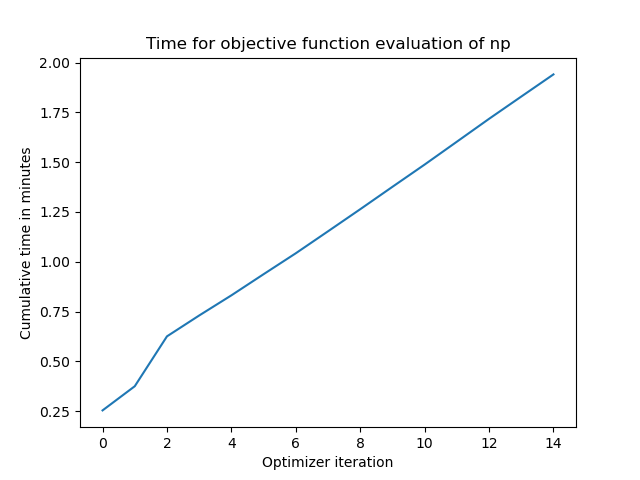 Time for objective function evaluation of np
Cumulative time in minutes
2.00
1.75
1.50
1.25
1.00
0.75
0.50
0.25
0 2 4 6 8 10 12 14
Optimizer iteration